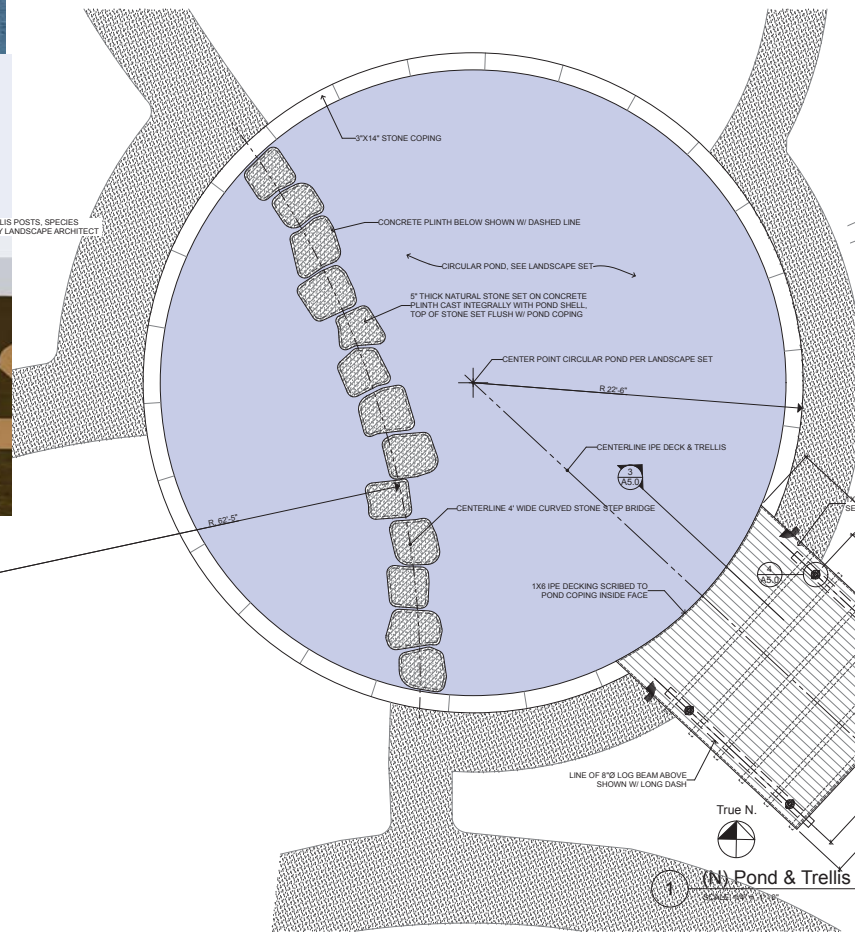 3"X14" STONE COPING
LIS POSTS, SPECIES
Y LANDSCAPE ARCHITECT
CONCRETE PLINTH BELOW SHOWN W/ DASHED LINE
CIRCULAR POND, SEE LANDSCAPE SET
5" THICK NATURAL STONE SET ON CONCRETE
PLINTH CAST INTEGRALLY WITH POND SHELL,
TOP OF STONE SET FLUSH W/ POND COPING
CENTER POINT CIRCULAR POND PER LANDSCAPE SET
R 22'-6"
CENTERLINE IPE DECK & TRELLIS
3
A5.0
R 62'-5"
CENTERLINE 4' WIDE CURVED STONE STEP BRIDGE
1X
SE
4
A5.0
1X6 IPE DECKING SCRIBED TO
POND COPING INSIDE FACE
LINE OF 8"Ø LOG BEAM ABOVE
SHOWN W/ LONG DASH
True N.
1
(N) Pond & Trellis
SCALE: